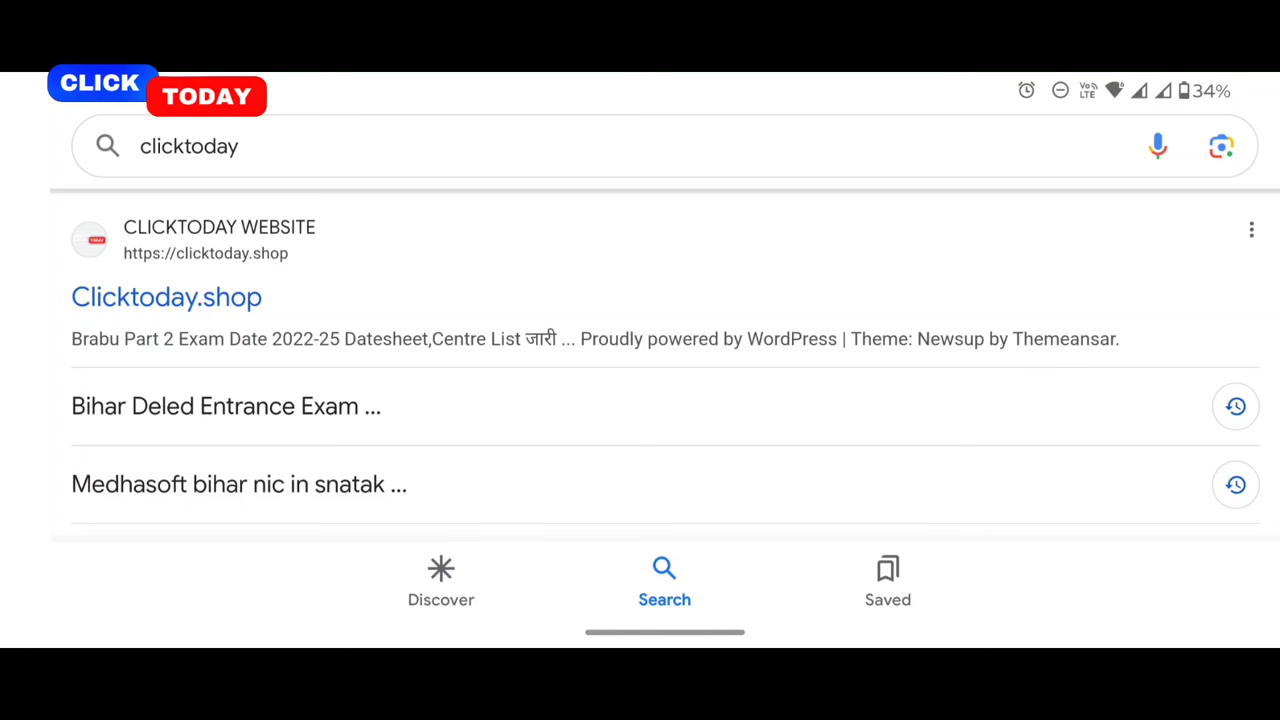 CLICK
TODAY
Vo) LTE 34%
clicktoday
CLICKTODAY WEBSITE
https://clicktoday.shop
Clicktoday.shop
Brabu Part 2 Exam Date 2022-25 Datesheet,Centre List जारी ... Proudly powered by WordPress | Theme: Newsup by Themeansar.
Bihar Deled Entrance Exam ...
Medhasoft bihar nic in snatak ...
Discover Search Saved